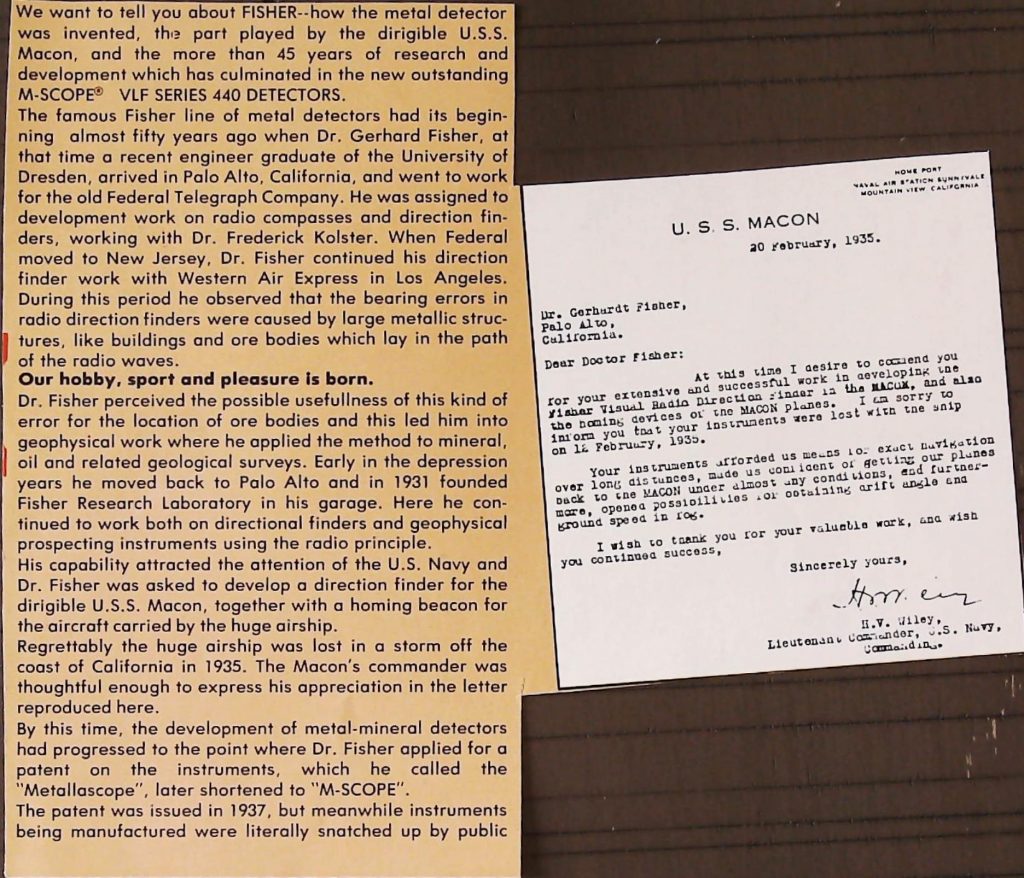 We want to tell you about FISHER--how the metal detector
was invented, the part played by the dirigible U.S.S.
Macon, and the more than 45 years of research and
development which has culminated in the new outstanding
M-SCOPE® VLF SERIES 440 DETECTORS.
The famous Fisher line of metal detectors had its begin-
ning almost fifty years ago when Dr. Gerhard Fisher, at
that time a recent engineer graduate of the University of
Dresden, arrived in Palo Alto, California, and went to work
for the old Federal Telegraph Company. He was assigned to
development work on radio compasses and direction fin-
ders, working with Dr. Frederick Kolster. When Federal
moved to New Jersey, Dr. Fisher continued his direction
finder work with Western Air Express in Los Angeles.
During this period he observed that the bearing errors in
radio direction finders were caused by large metallic struc-
tures, like buildings and ore bodies which lay in the path
of the radio waves.
Our hobby, sport and pleasure is born.
Dr. Fisher perceived the possible usefullness of this kind of
error for the location of ore bodies and this led him into
geophysical work where he applied the method to mineral,
oil and related geological surveys. Early in the depression
years he moved back to Palo Alto and in 1931 founded
Fisher Research Laboratory in his garage. Here he con-
tinued to work both on directional finders and geophysical
prospecting instruments using the radio principle.
His capability attracted the attention of the U.S. Navy and
Dr. Fisher was asked to develop a direction finder for the
dirigible U.S.S. Macon, together with a homing beacon for
the aircraft carried by the huge airship.
Regrettably the huge airship was lost in a storm off the
coast of California in 1935. The Macon's commander was
thoughtful enough to express his appreciation in the letter
reproduced here.
By this time, the development of metal-mineral detectors
had progressed to the point where Dr. Fisher applied for a
patent on the instruments, which he called the
"Metallascope", later shortened to "M-SCOPE".
The patent was issued in 1937, but meanwhile instruments
being manufactured were literally snatched up by public
HOME PORT
NAVAL AIR STATION SUNNYVALE
MOUNTAIN VIEW CALIFORNIA
U. S. S. MACON
20 February, 1935.
Dr. Gerhardt Fisher,
Palo Alto,
California.
Dear Doctor Fisher:
At this time I desire to commend you
for your extensive and successful work in developing the
Fisher Visual Radio Direction Finder in the MACON, and also
the homing devices of the MACON planes. I am sorry to
inform you that your instruments were lost with the ship
on 12 February, 1935.
Your instruments afforded us means for exact navigation
over long distances, made us confident of getting our planes
back to the MACON under almost any conditions, and further-
more, opened possibilities for obtaining drift angle and
ground speed in fog.
I wish to thank you for your valuable work, and wish
you continued success,
Sincerely yours,
H.V. Wiley,
Lieutenant Commander, U.S. Navy,
Commanding.